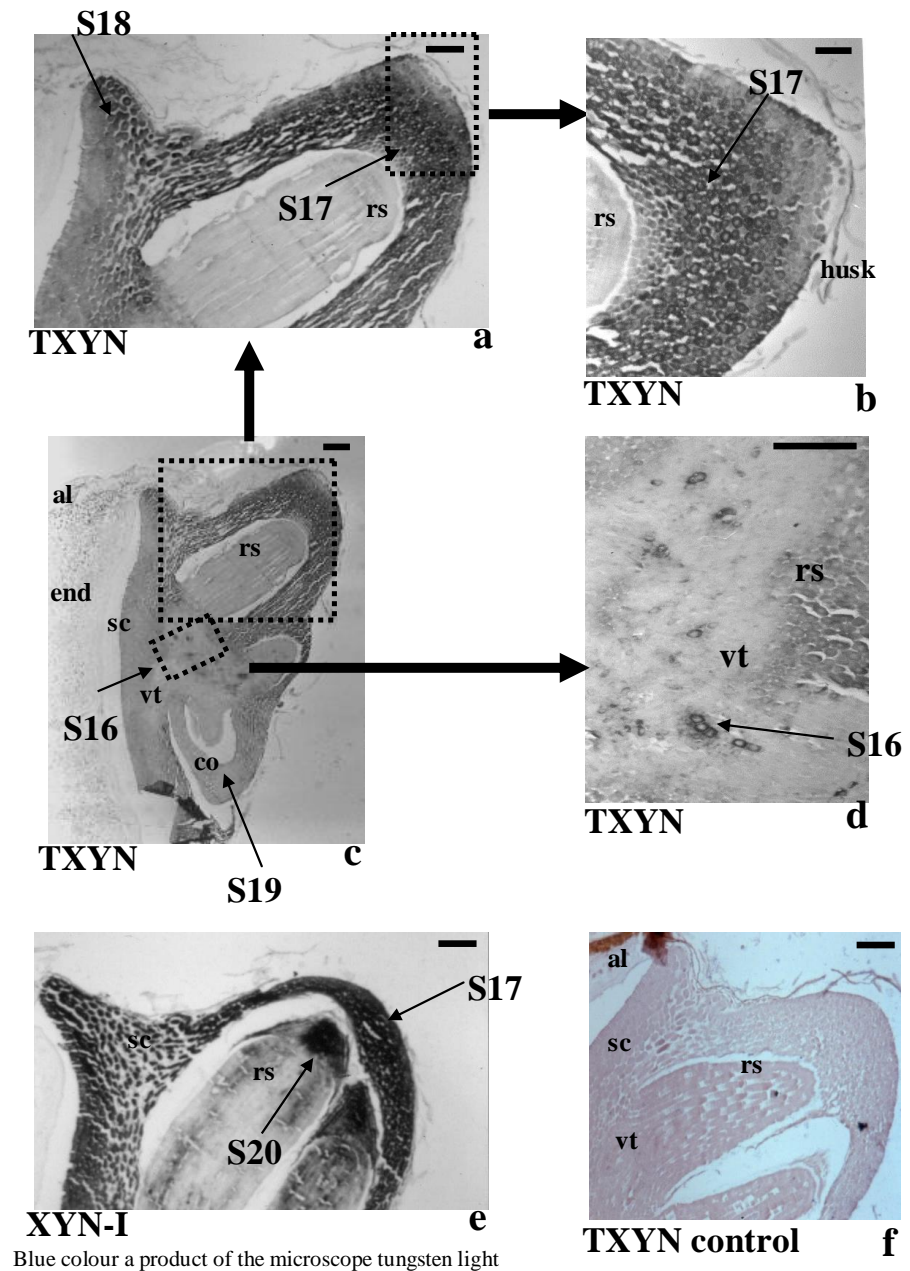 S18
S17
rs
TXYN
a
S17
rs
husk
TXYN
b
al
rs
end
sc
vt
S16
co
TXYN
c
S19
rs
vt
S16
d
TXYN
S17
sc
rs
S20
XYN-I
e
Blue colour a product of the microscope tungsten light
al
sc
rs
vt
TXYN control
f